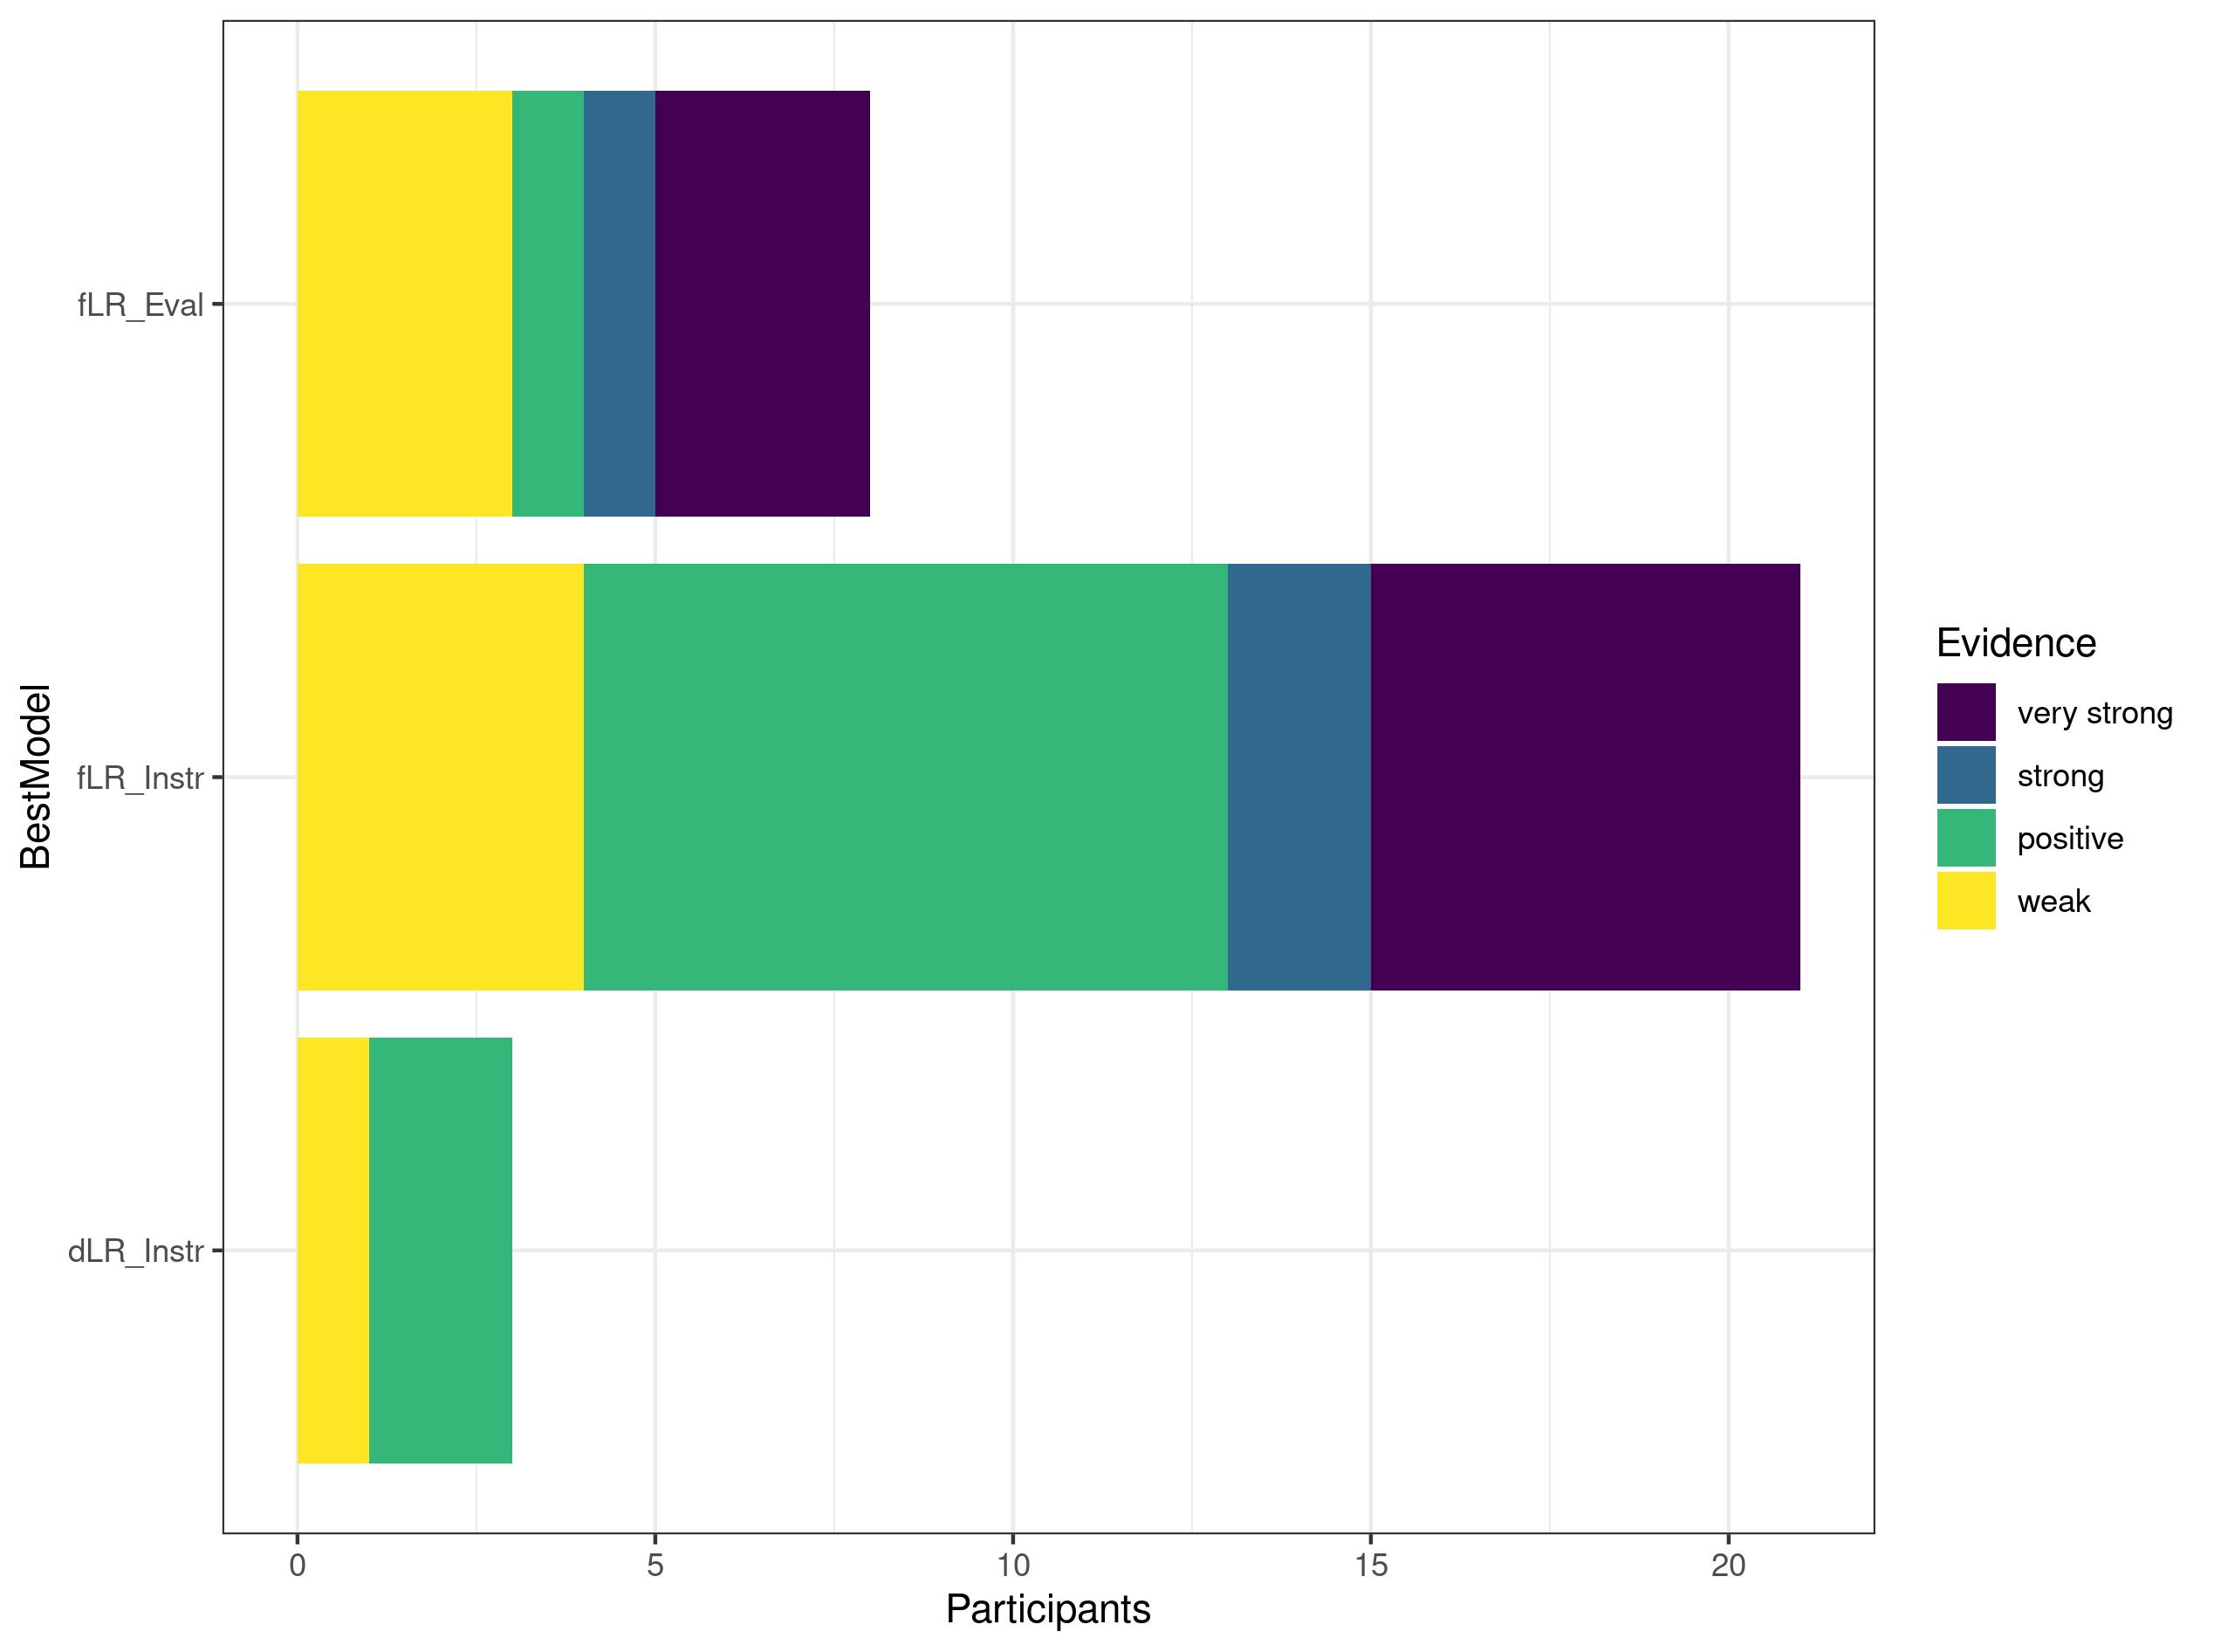 BestModel
fLR_Eval
fLR_Instr
dLR_Instr
0 5 10 15 20
Participants
Evidence
very strong
strong
positive
weak